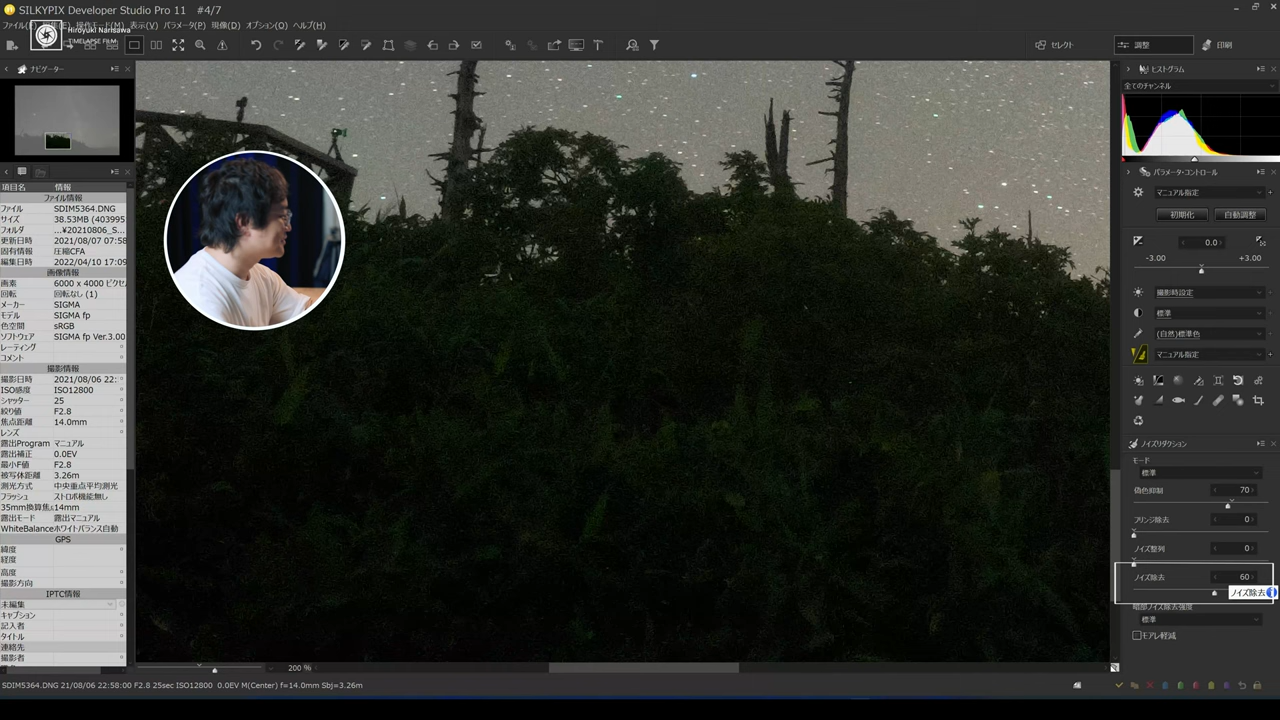 SILKYPIX Developer Studio Pro 11 #4/7
操作モード(M) 表示(V) パラメータ(P) 現像(D) オプション(O) ヘルプ(H)
Hiroyuki Narisawa
TIMELAPSE FILM
セレクト
調整
印刷
ナビゲーター
項目名 情報
ファイル情報
ファイル SDIM5364.DNG
サイズ 38.53MB (403995
フォルダ ...¥20210806_S...
更新日時 2021/08/07 07:58
固有情報 圧縮CFA
編集日時 2022/04/10 17:09
画像情報
画素 6000 x 4000 ピクセ
回転 回転なし (1)
メーカー SIGMA
モデル SIGMA fp
色空間 sRGB
ソフトウェア SIGMA fp Ver.3.00
レーティング
コメント
撮影情報
撮影日時 2021/08/06 22:
ISO感度 ISO12800
シャッター 25
絞り値 F2.8
焦点距離 14.0mm
レンズ
露出Program マニュアル
露出補正 0.0EV
最小F値 F2.8
被写体距離 3.26m
測光方式 中央重点平均測光
フラッシュ ストロボ機能無し
35mm換算焦 14mm
露出モード 露出マニュアル
WhiteBalance ホワイトバランス自動
GPS
緯度
経度
高度
撮影方向
IPTC情報
未編集
キャプション
記入者
タイトル
連絡先
撮影者
200 %
ヒストグラム
全てのチャンネル
パラメータ・コントロール
マニュアル指定
初期化 自動調整
0.0
-3.00 +3.00
撮影時設定
標準
(自然)標準色
マニュアル指定
ノイズリダクション
モード
標準
偽色抑制 70
フリンジ除去 0
ノイズ整列 0
ノイズ除去 60
ノイズ除去
暗部ノイズ除去強度
標準
モアレ軽減
SDIM5364.DNG 21/08/06 22:58:00 F2.8 25sec ISO12800 0.0EV M(Center) f=14.0mm Sbj=3.26m